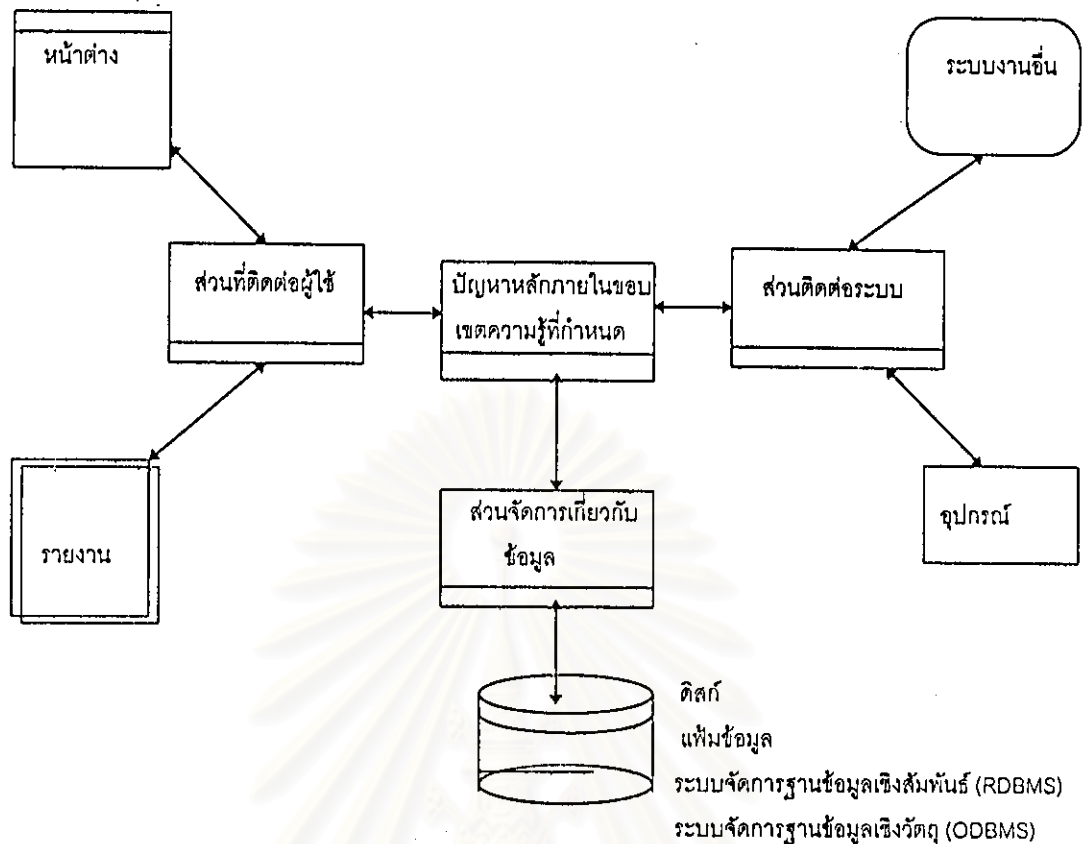 หน้าต่าง
ระบบงานอื่น
ส่วนที่ติดต่อผู้ใช้
ปัญหาหลักภายในขอบ
เขตความรู้ที่กำหนด
ส่วนติดต่อระบบ
ส่วนจัดการเกี่ยวกับ
ข้อมูล
รายงาน
อุปกรณ์
ดิสก์
แฟ้มข้อมูล
ระบบจัดการฐานข้อมูลเชิงสัมพันธ์ (RDBMS)
ระบบจัดการฐานข้อมูลเชิงวัตถุ (ODBMS)